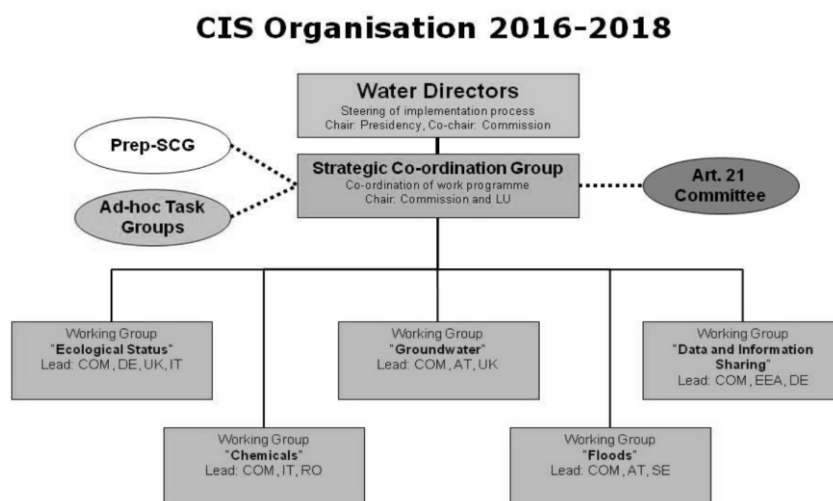 CIS Organisation 2016-2018
Water Directors
Steering of implementation process
Chair: Presidency, Co-chair: Commission
Prep-SCG
Strategic Co-ordination Group
Co-ordination of work programme
Chair: Commission and LU
Art. 21
Committee
Ad-hoc Task
Groups
Working Group
"Ecological Status"
Lead: COM, DE, UK, IT
Working Group
"Groundwater"
Lead: COM, AT, UK
Working Group
"Data and Information
Sharing"
Lead: COM, EEA, DE
Working Group
"Chemicals"
Lead: COM, IT, RO
Working Group
"Floods"
Lead: COM, AT, SE